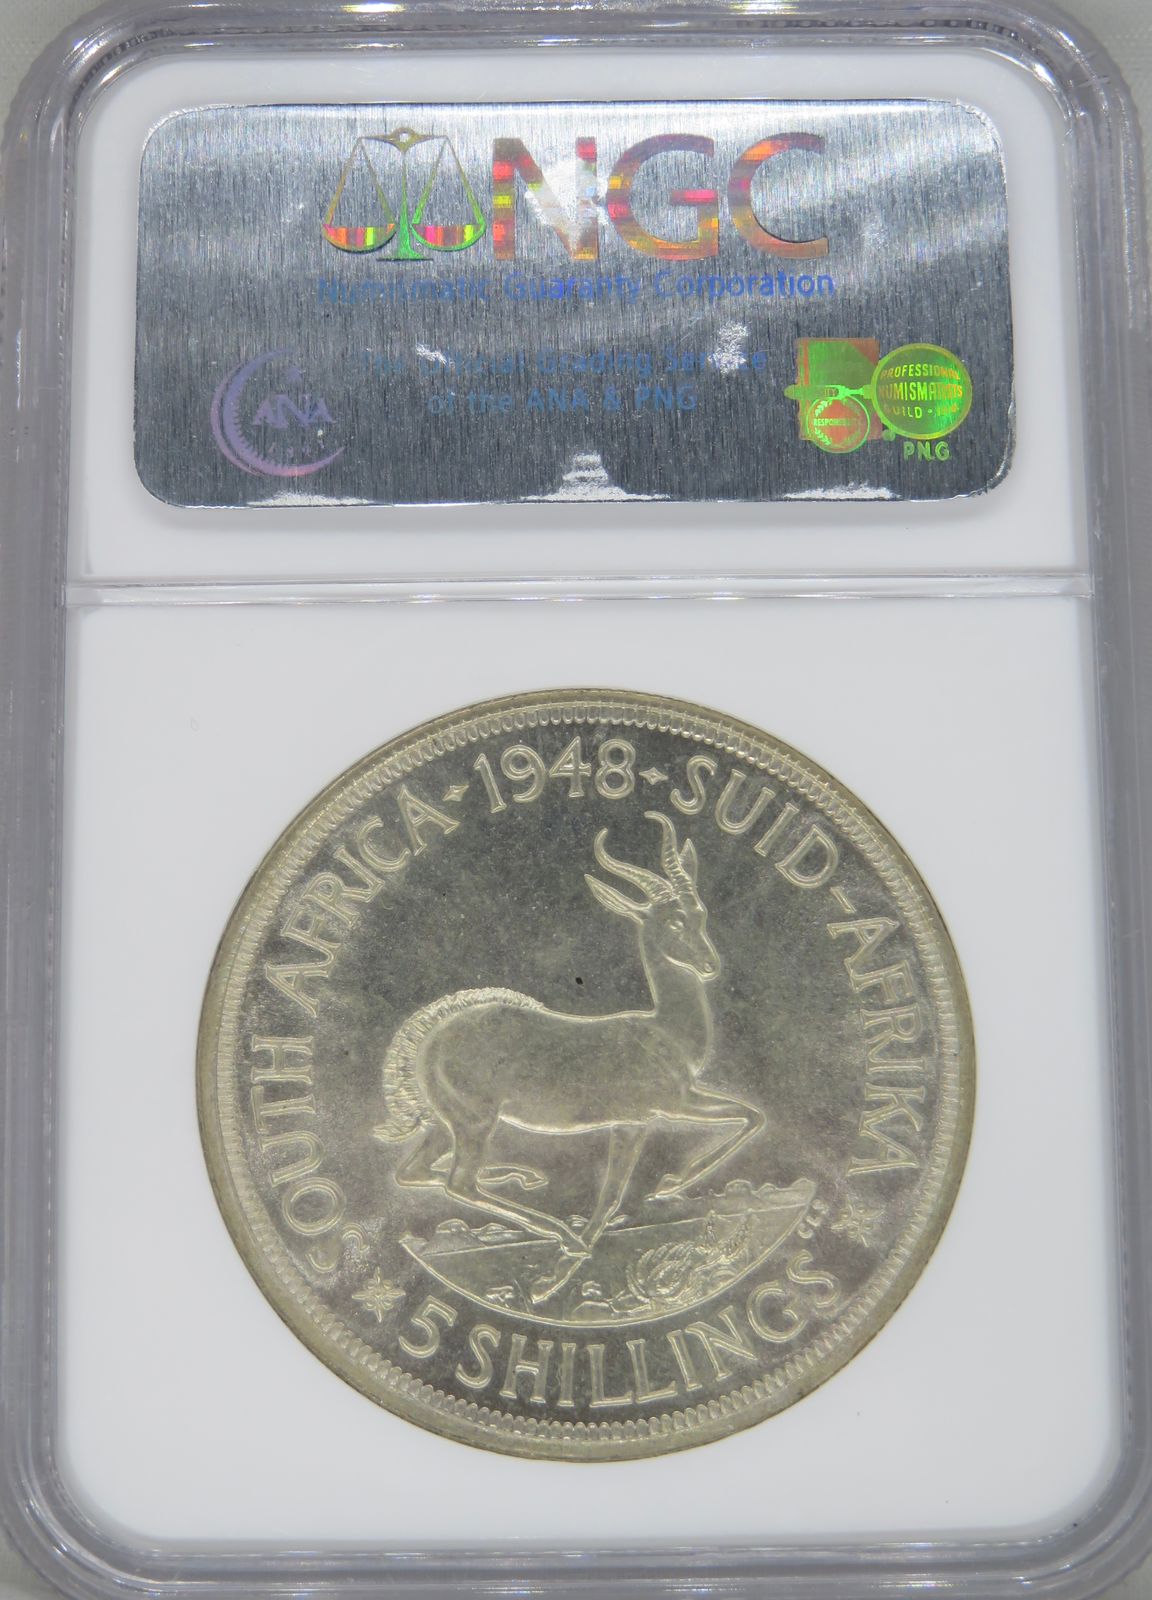 NGC
Numismatic Guaranty Corporation
The Official Grading Service
of the ANA & PNG
ANA
PROFESSIONAL
NUMISMATISTS
GUILD
PNG
SOUTH AFRICA · 1948 · SUID-AFRIKA
5 SHILLINGS